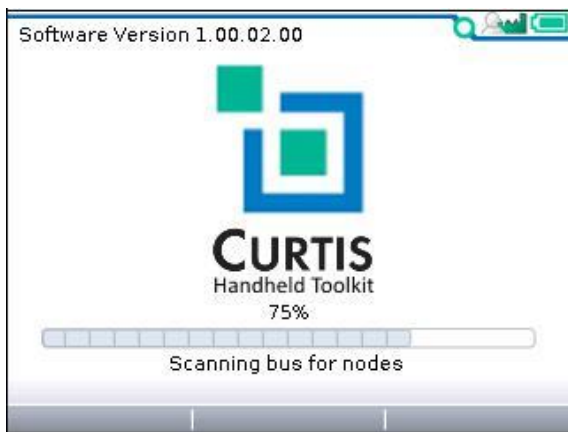 Software Version 1.00.02.00
CURTIS
Handheld Toolkit
75%
Scanning bus for nodes